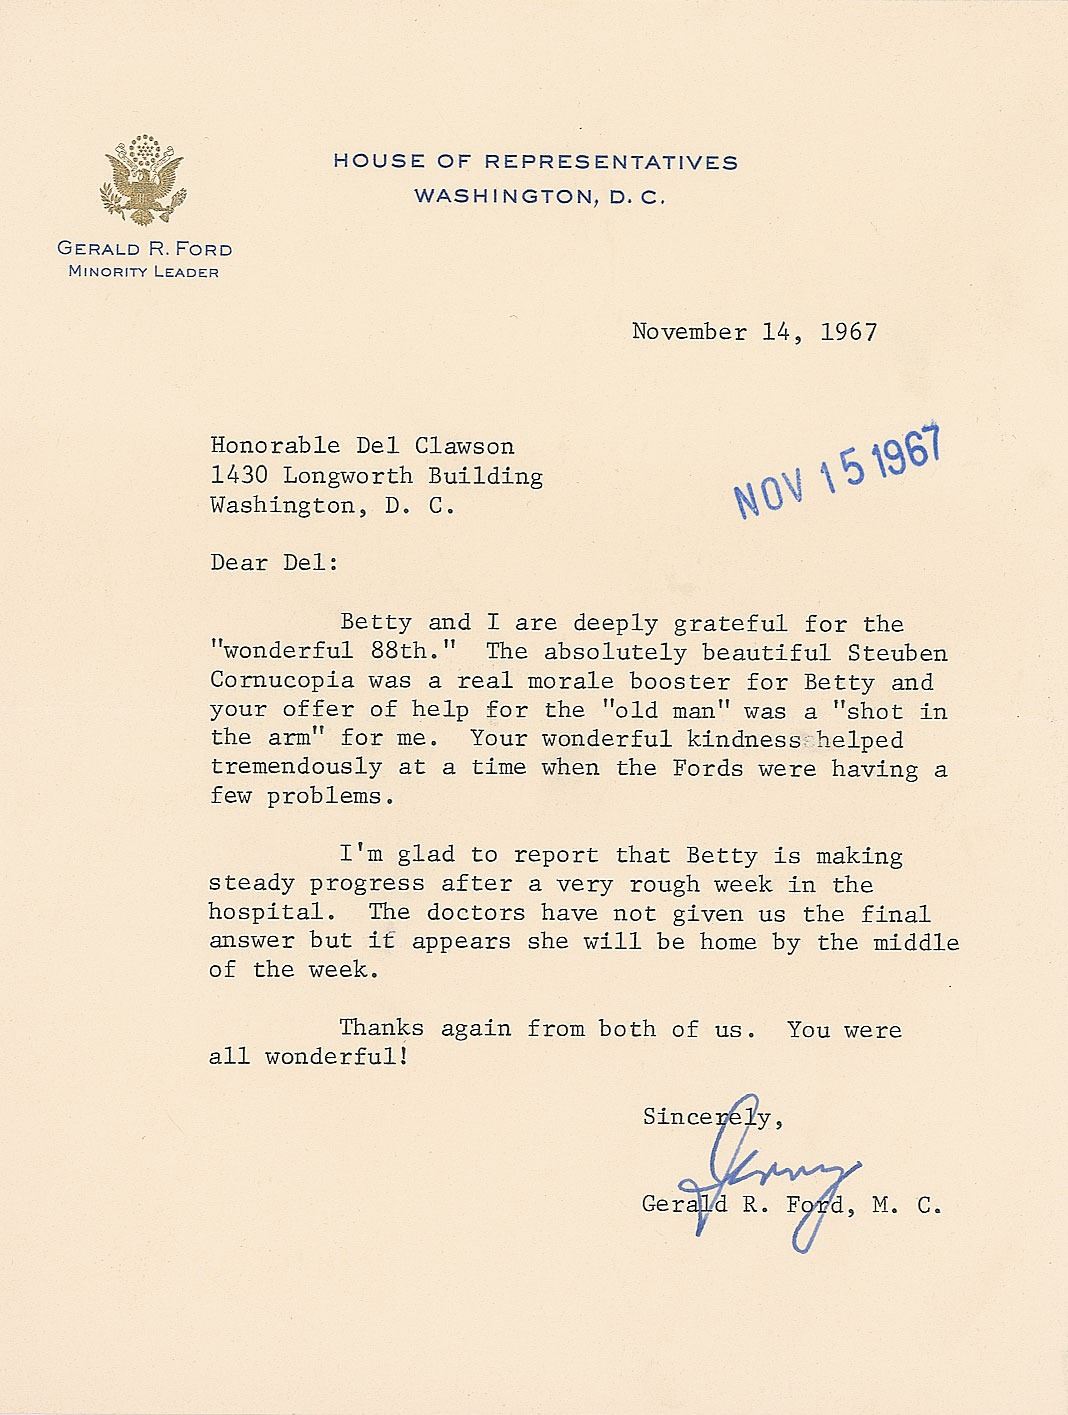 HOUSE OF REPRESENTATIVES
WASHINGTON, D. C.
GERALD R. FORD
MINORITY LEADER
November 14, 1967
Honorable Del Clawson
1430 Longworth Building
Washington, D. C.
NOV 15 1967
Dear Del:
Betty and I are deeply grateful for the
"wonderful 88th." The absolutely beautiful Steuben
Cornucopia was a real morale booster for Betty and
your offer of help for the "old man" was a "shot in
the arm" for me. Your wonderful kindness helped
tremendously at a time when the Fords were having a
few problems.
I'm glad to report that Betty is making
steady progress after a very rough week in the
hospital. The doctors have not given us the final
answer but it appears she will be home by the middle
of the week.
Thanks again from both of us. You were
all wonderful!
Sincerely,
Jerry
Gerald R. Ford, M. C.